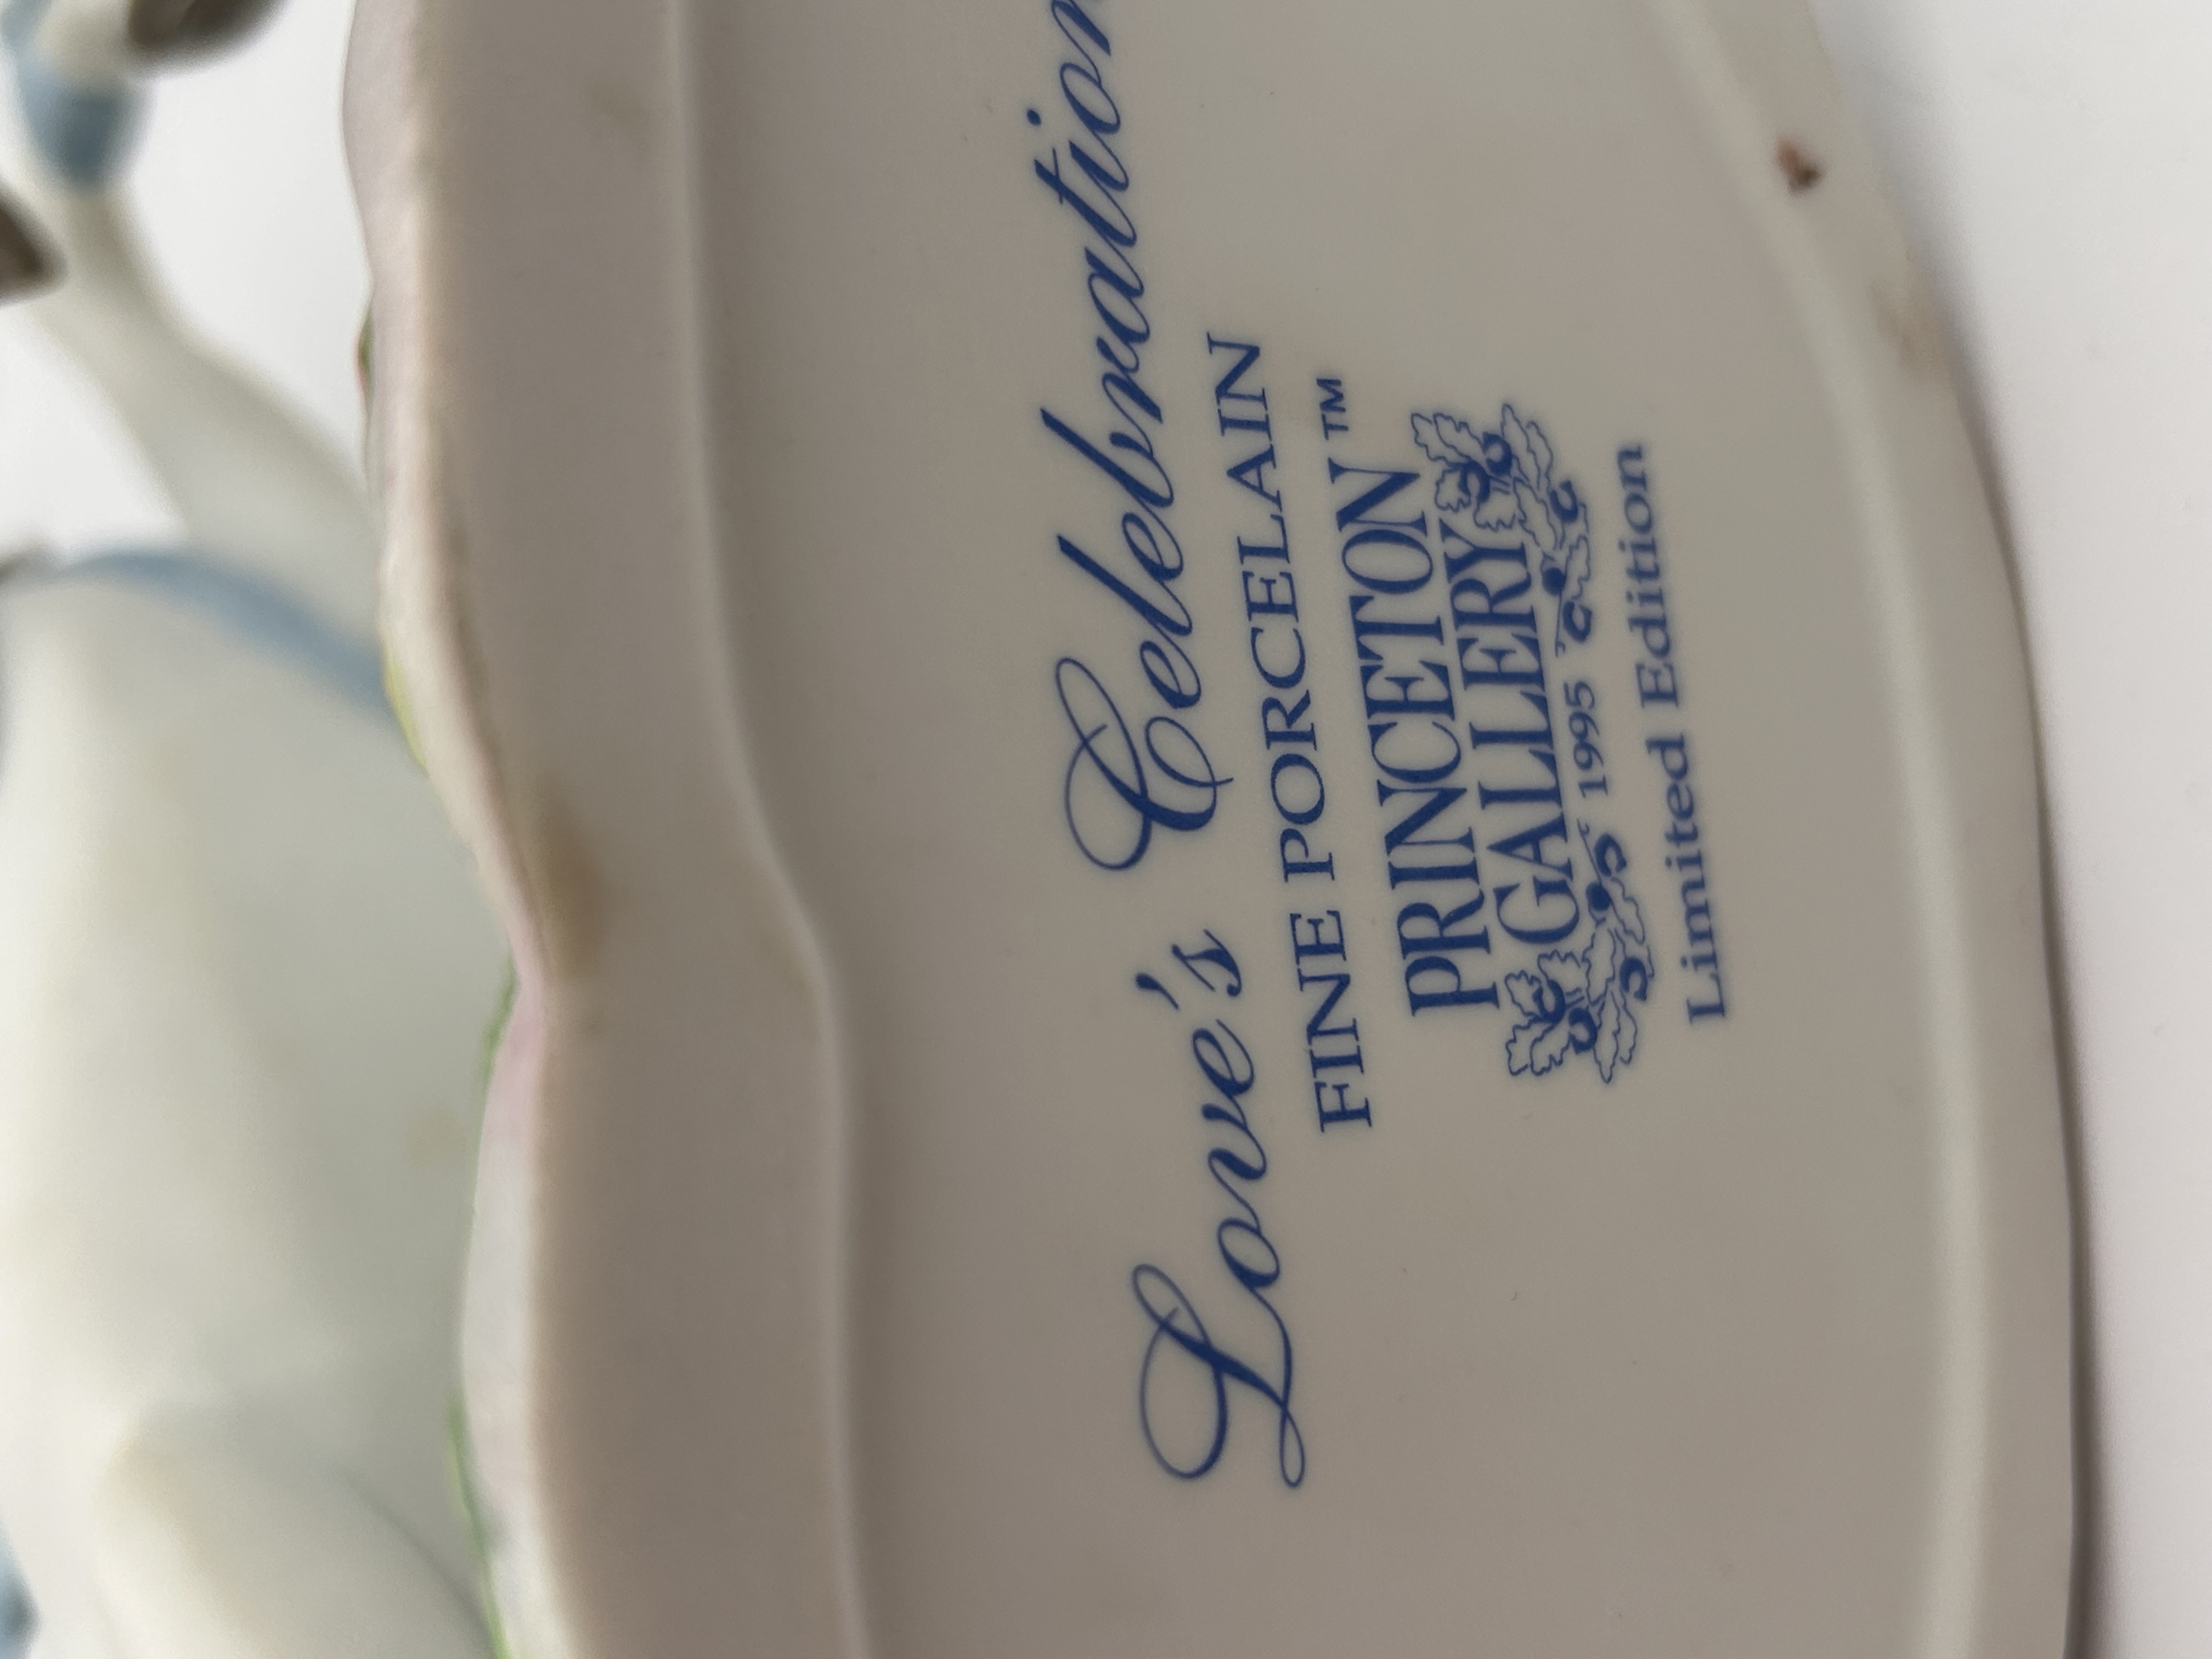 Love's Celebration
FINE PORCELAIN
PRINCETON™
GALLERY
1995
Limited Edition